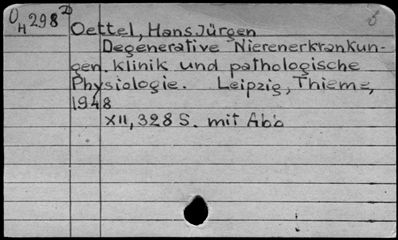 O H 298
Oettel, Hans Jürgen
Degenerative Nierenerkrankun-
gen. Klinik und pathologische
Physiologie. Leipzig, Thieme,
1948
XII, 328 S. mit Abb